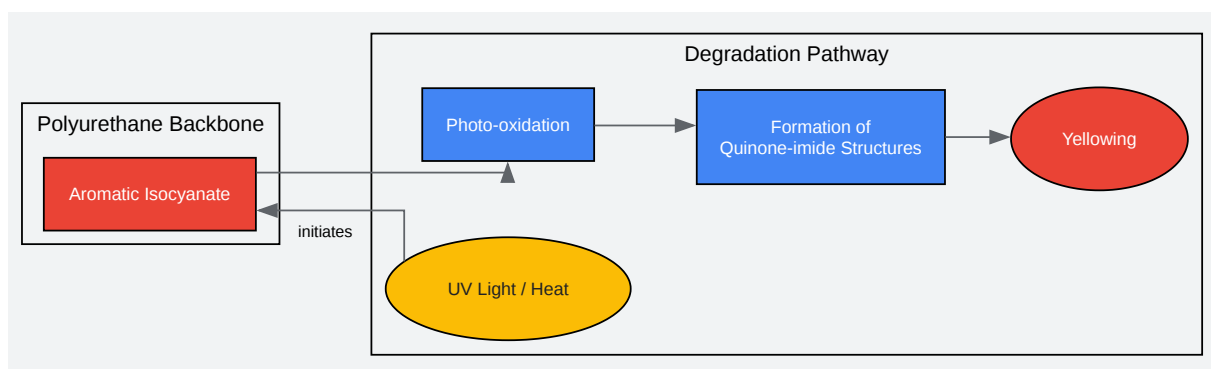 Degradation Pathway
Polyurethane Backbone
Photo-oxidation
Formation of
Quinone-imide Structures
Yellowing
Aromatic Isocyanate
initiates
UV Light / Heat